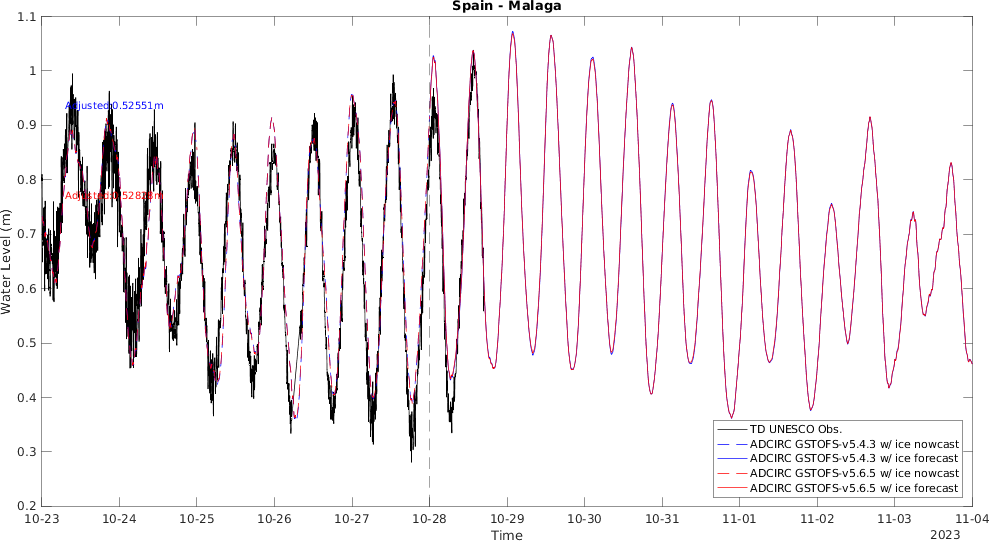 Spain - Malaga
1.1
1
0.9
0.8
0.7
0.6
0.5
0.4
0.3
0.2
Water Level (m)
Adjusted:0.52551m
TD UNESCO Obs.
ADCIRC GSTOFS-v5.4.3 w/ ice nowcast
ADCIRC GSTOFS-v5.4.3 w/ ice forecast
ADCIRC GSTOFS-v5.6.5 w/ ice nowcast
ADCIRC GSTOFS-v5.6.5 w/ ice forecast
10-23 10-24 10-25 10-26 10-27 10-28 10-29 10-30 10-31 11-01 11-02 11-03 11-04
Time
2023